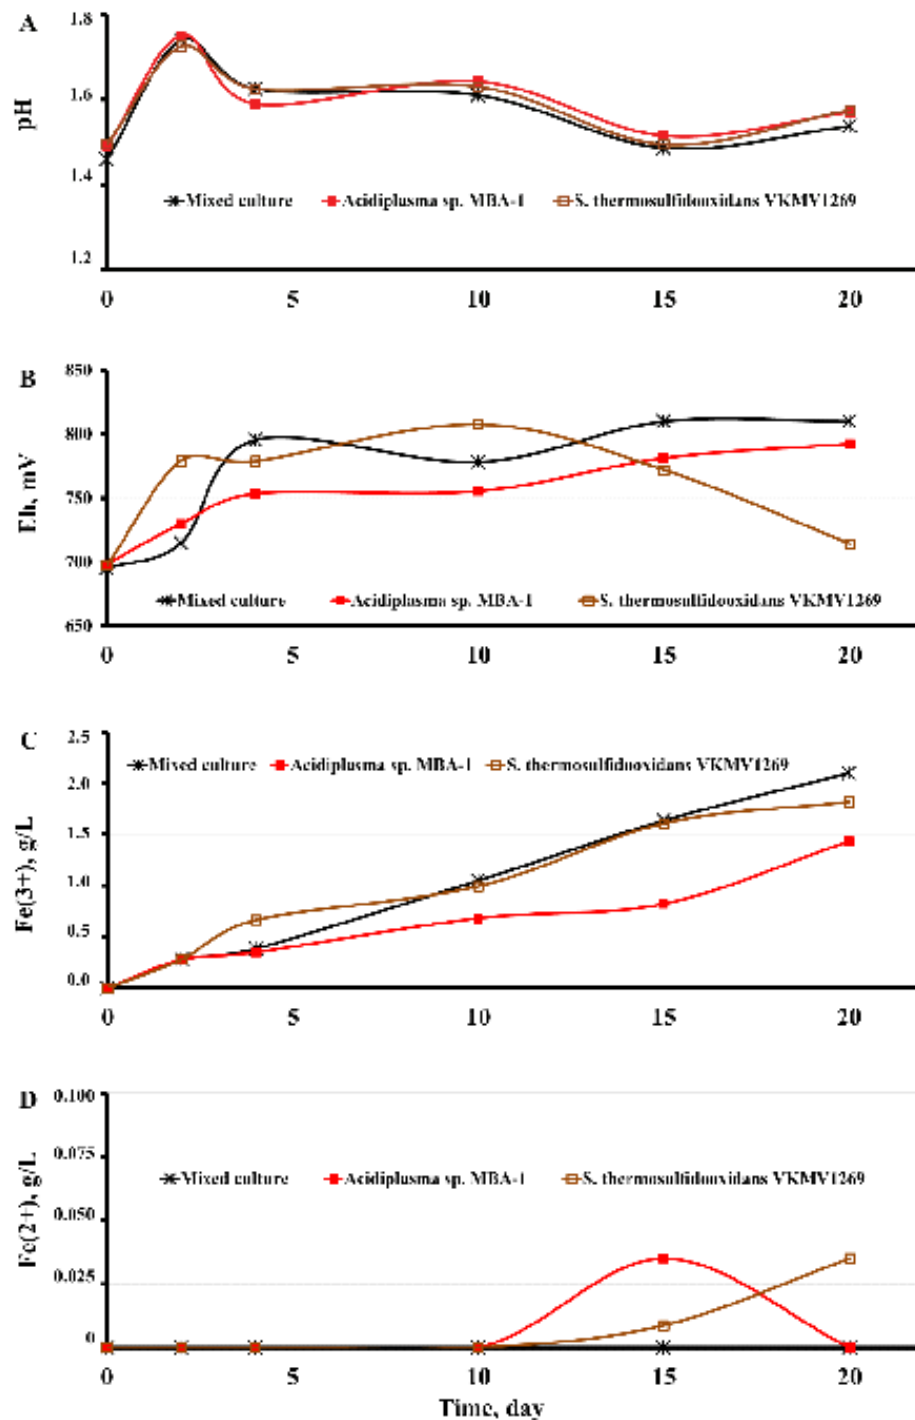 A
pH
1.8
1.6
1.4
1.2
Mixed culture
Acidiplasma sp. MBA-1
S. thermosulfidooxidans VKMV1269
0
5
10
15
20
B
Eh, mV
850
800
750
700
650
Mixed culture
Acidiplasma sp. MBA-1
S. thermosulfidooxidans VKMV1269
0
5
10
15
20
C
Fe(3+), g/L
2.5
2.0
1.5
1.0
0.5
0.0
Mixed culture
Acidiplasma sp. MBA-1
S. thermosulfidooxidans VKMV1269
0
5
10
15
20
D
Fe(2+), g/L
0.100
0.075
0.050
0.025
0
Mixed culture
Acidiplasma sp. MBA-1
S. thermosulfidooxidans VKMV1269
0
5
10
15
20
Time, day